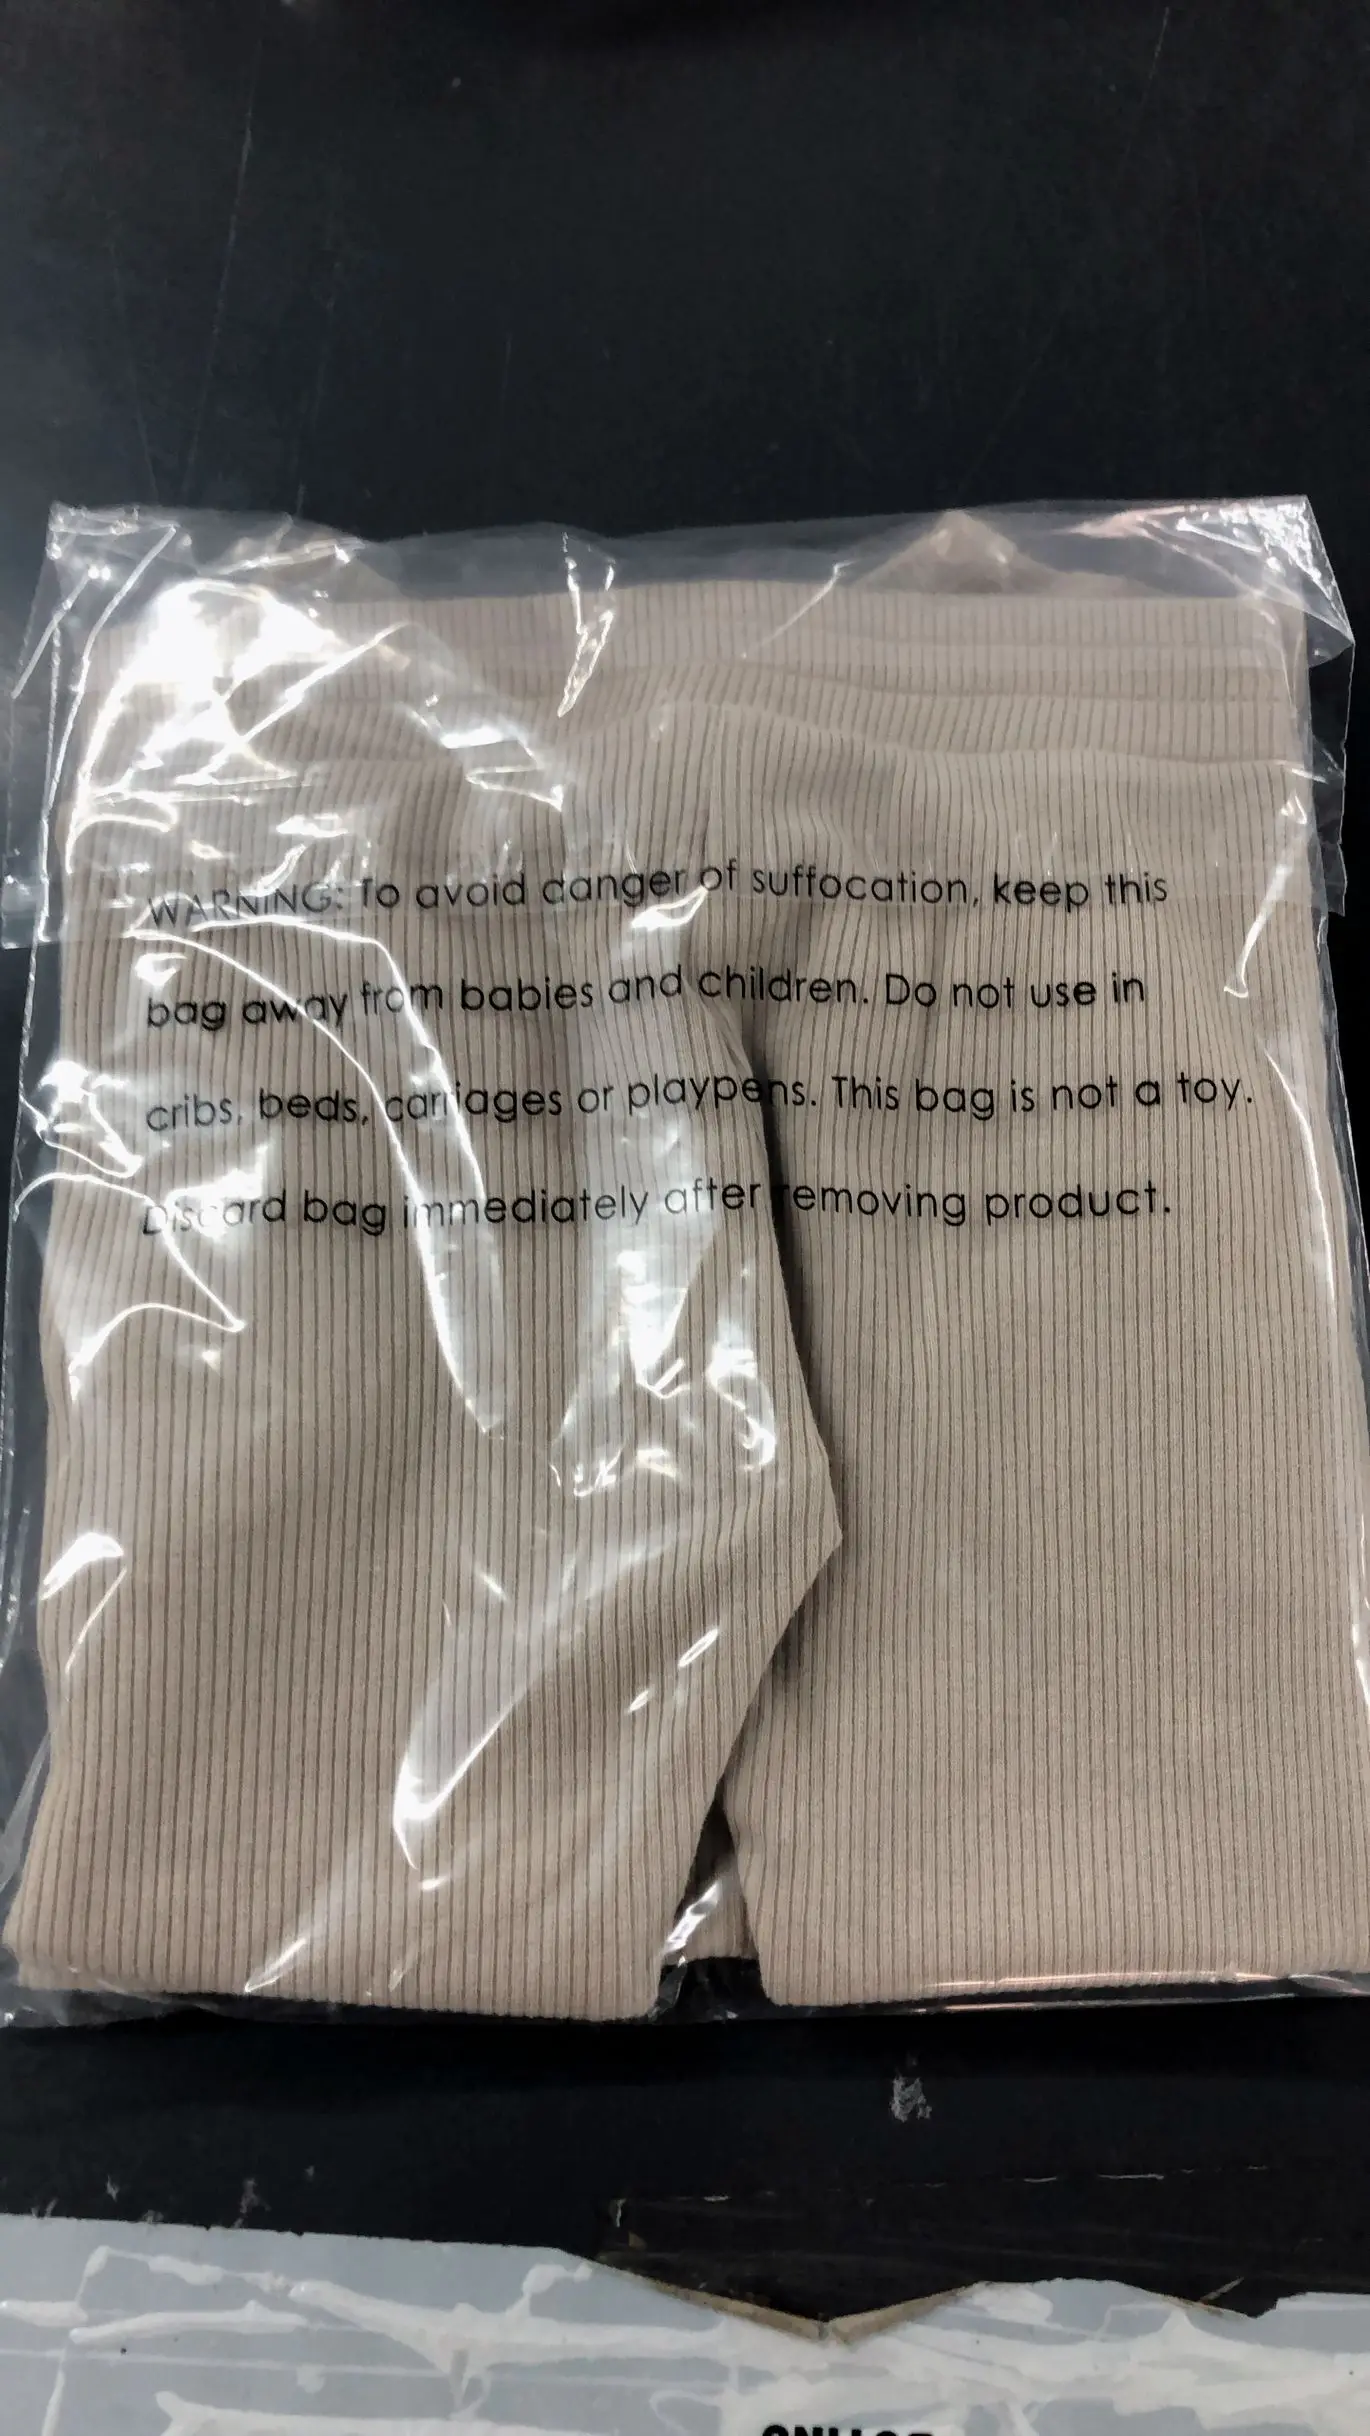 WARNING: To avoid danger of suffocation, keep this
bag away from babies and children. Do not use in
cribs, beds, carriages or playpens. This bag is not a toy.
Discard bag immediately after removing product.